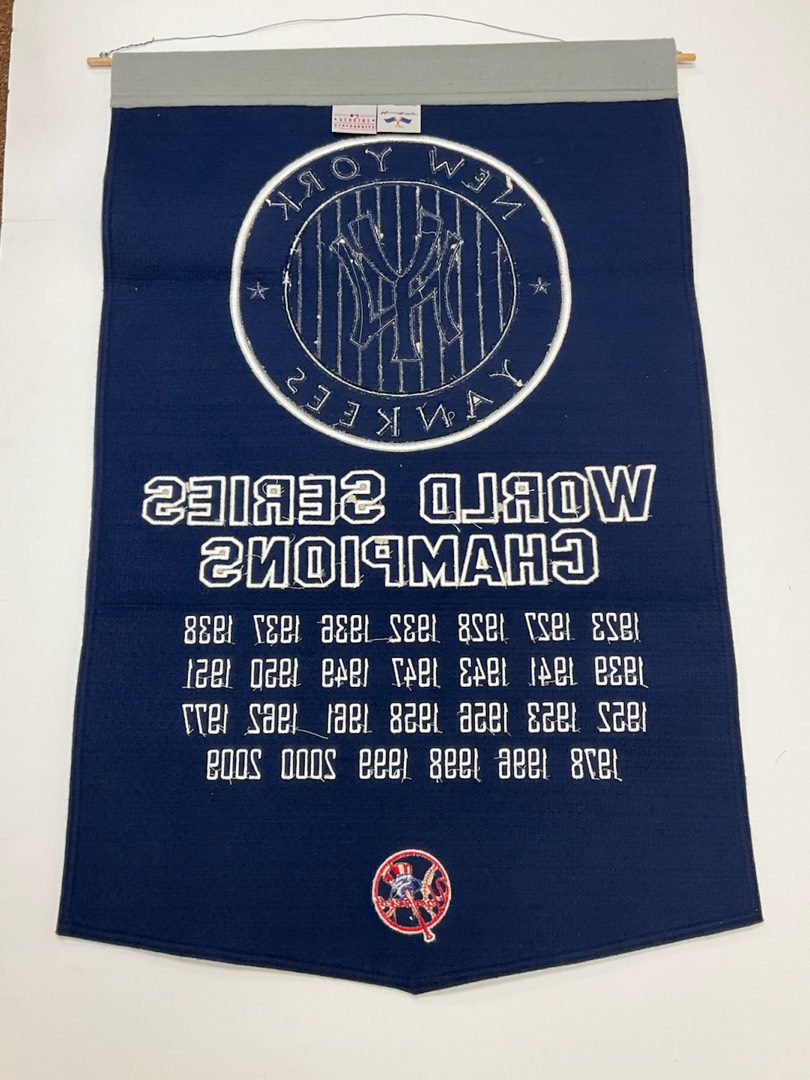 NEW YORK
YANKEES
WORLD SERIES
CHAMPIONS
1923 1927 1928 1932 1936 1937 1938
1939 1941 1943 1947 1949 1950 1951
1952 1953 1956 1958 1961 1962 1977
1978 1996 1998 1999 2000 2009